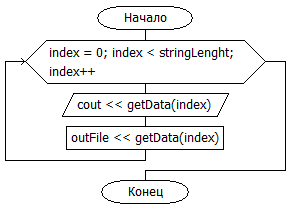 Начало
index = 0; index < stringLenght;
index++
cout << getData(index)
outFile << getData(index)
Конец